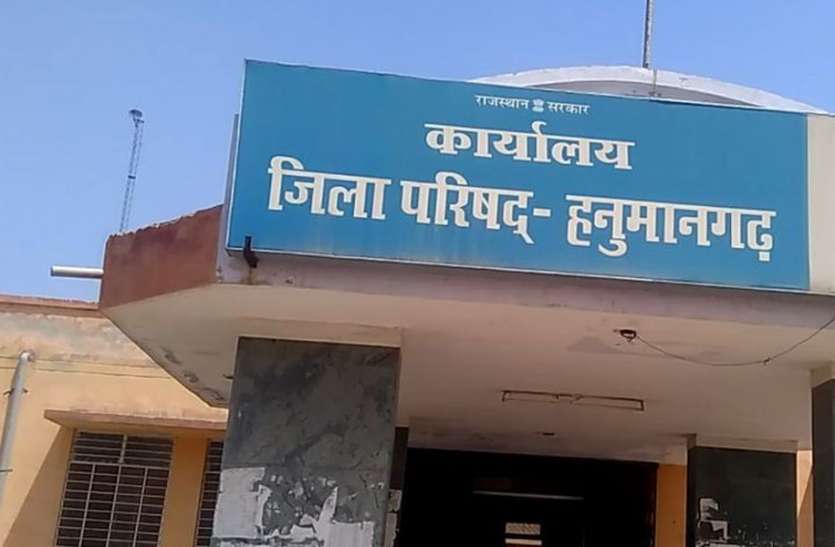 राजस्थान सरकार
कार्यालय
जिला परिषद्- हनुमानगढ़